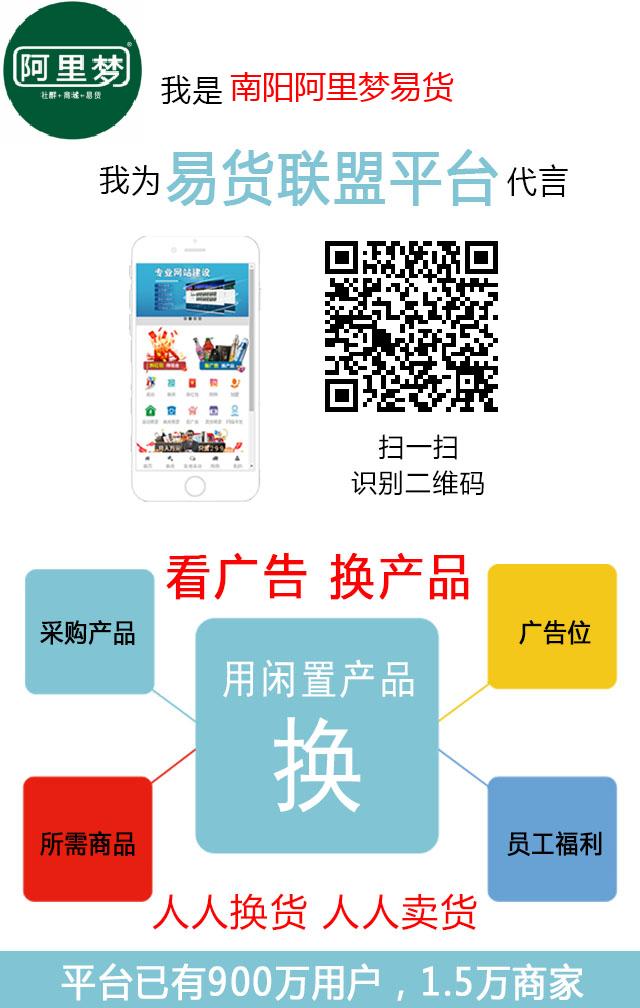 阿里梦
社群+商城+易货
我是 南阳阿里梦易货
我为 易货联盟平台 代言
专业网站建设
扫一扫
识别二维码
看广告 换产品
采购产品
广告位
用闲置产品
换
所需商品
员工福利
人人换货 人人卖货
平台已有900万用户，1.5万商家